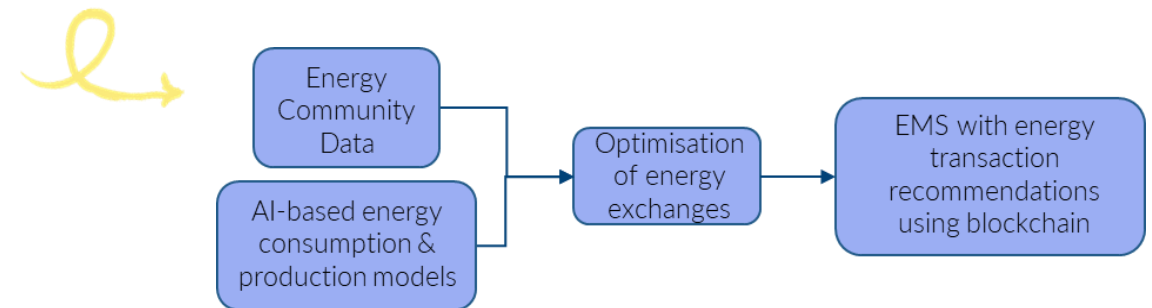 Energy
Community
Data
AI-based energy
consumption &
production models
Optimisation
of energy
exchanges
EMS with energy
transaction
recommendations
using blockchain